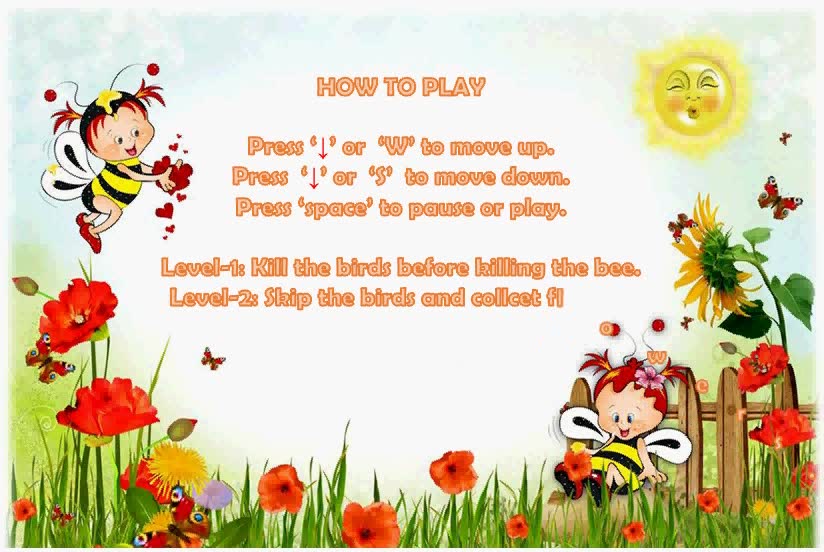 HOW TO PLAY
Press ‘↓’ or ‘W’ to move up.
Press ‘↓’ or ‘S’ to move down.
Press ‘space’ to pause or play.
Level-1: Kill the birds before killing the bee.
Level-2: Skip the birds and collcet fl
o
w
e
r